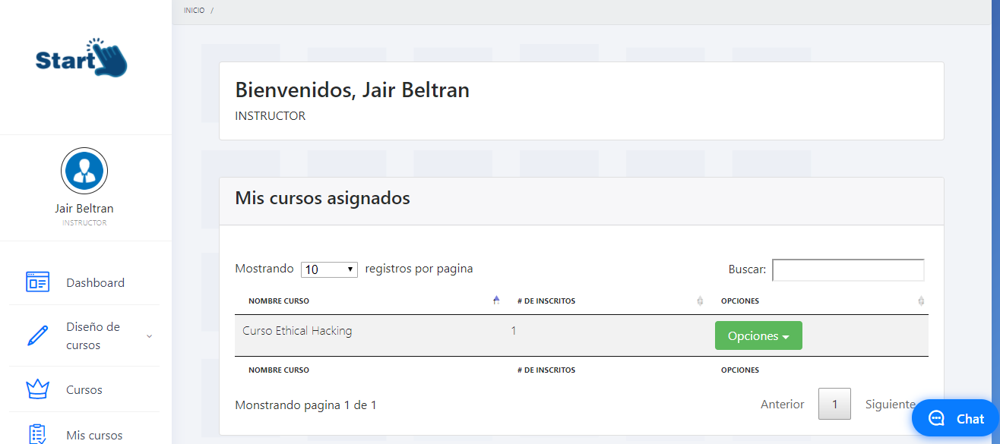 INICIO /
Start
Bienvenidos, Jair Beltran
INSTRUCTOR
Jair Beltran
INSTRUCTOR
Dashboard
Diseño de
cursos
Cursos
Mis cursos
Mis cursos asignados
Mostrando 10 registros por pagina
Buscar:
NOMBRE CURSO # DE INSCRITOS OPCIONES
Curso Ethical Hacking 1 Opciones
NOMBRE CURSO # DE INSCRITOS OPCIONES
Monstrando pagina 1 de 1
Anterior 1 Siguiente
Chat